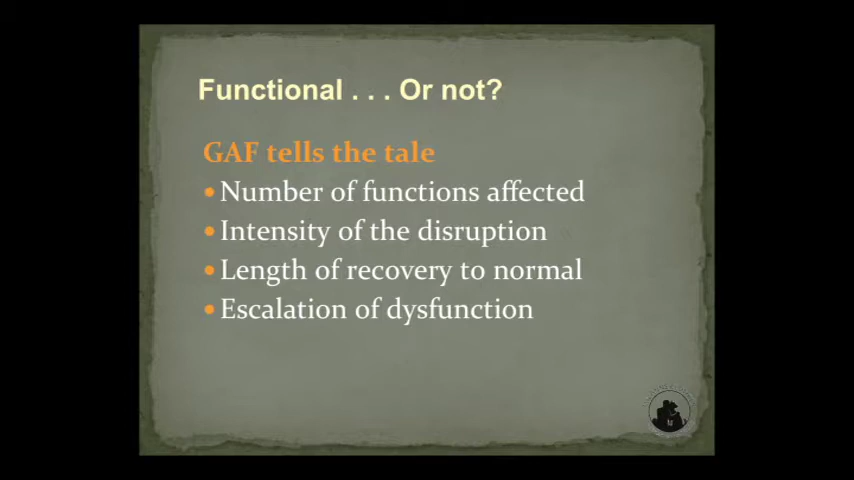 Functional . . . Or not?
GAF tells the tale
• Number of functions affected
• Intensity of the disruption
• Length of recovery to normal
• Escalation of dysfunction